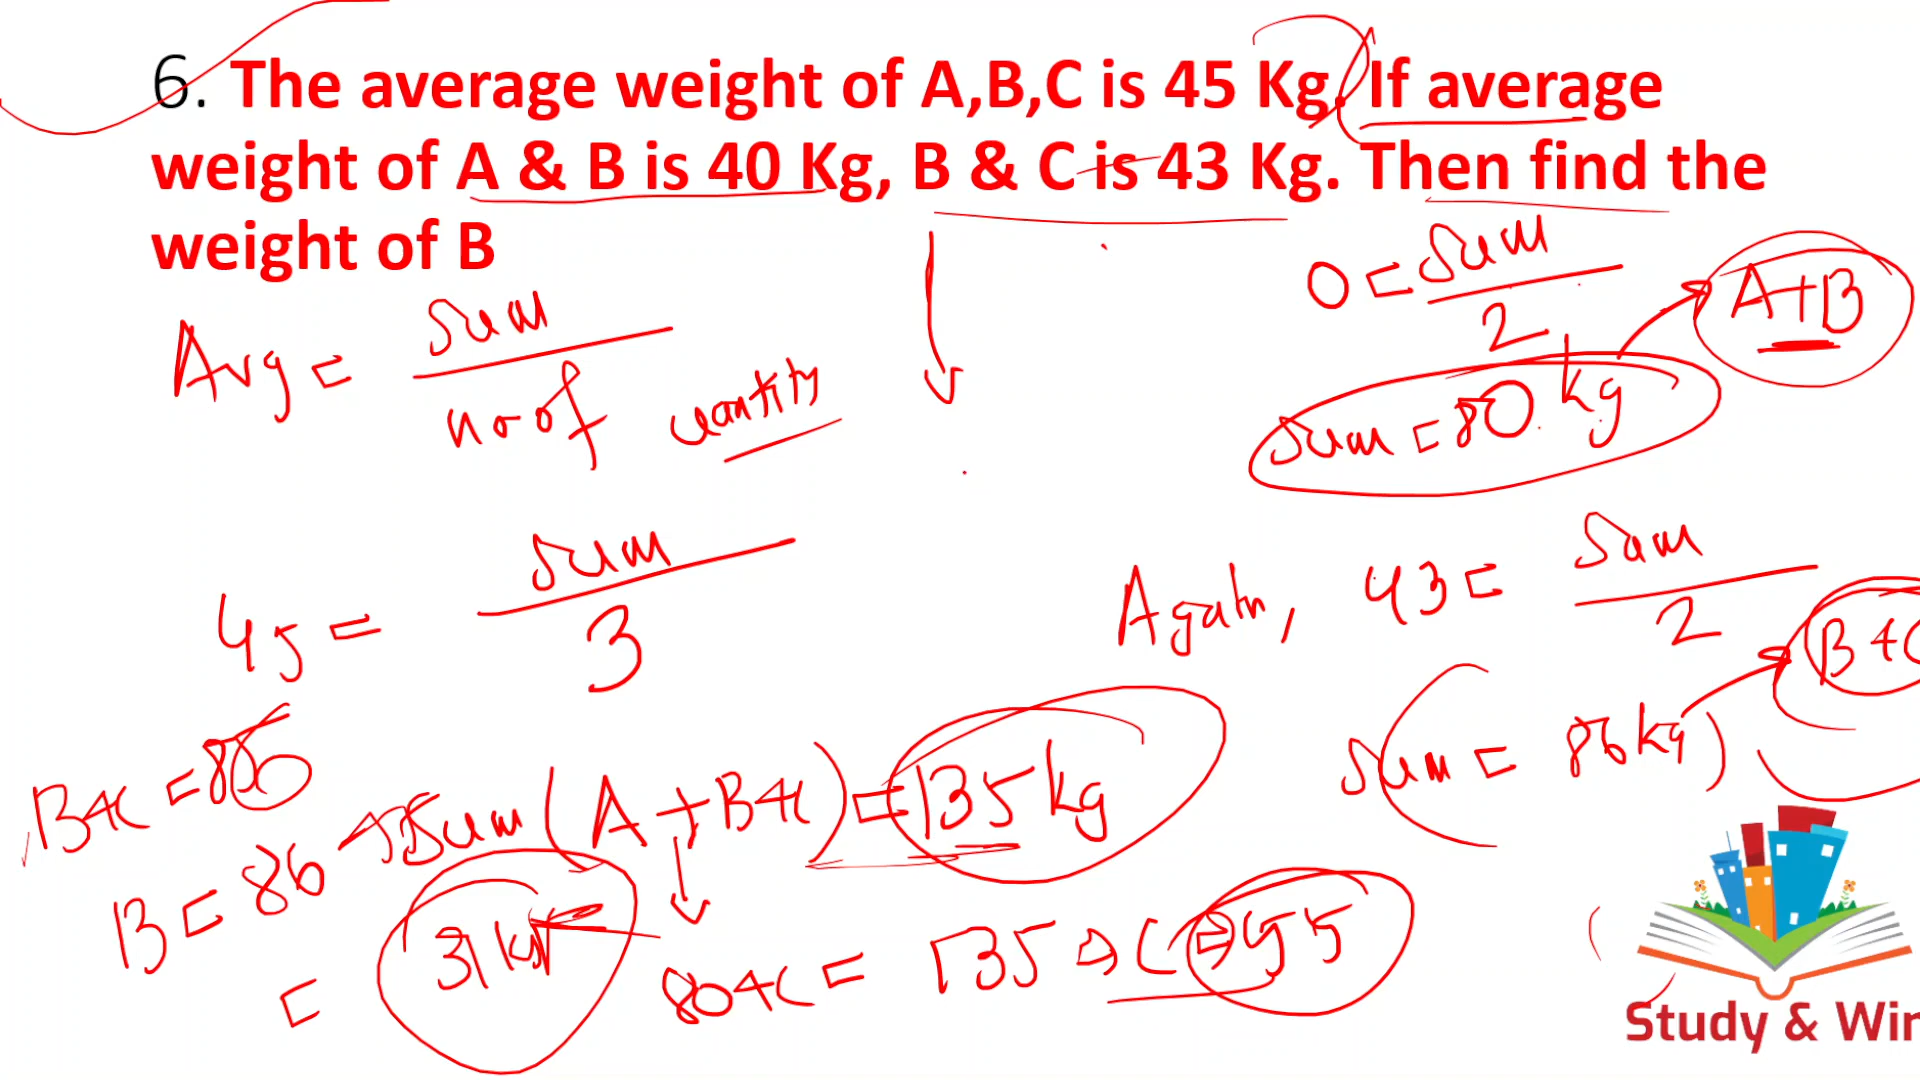 6. The average weight of A,B,C is 45 Kg. If average
weight of A & B is 40 Kg, B & C is 43 Kg. Then find the
weight of B
Avg = sum / no of quantity
0 = sum / 2
A+B
sum = 80 kg
45 = sum / 3
Again, 43 = sum / 2
B+C
sum = 86 kg
sum (A+B+C) = 135 kg
B+C = 86
B = 86 - 55
= 31 kg
80+C = 135 → C = 55
Study & Win